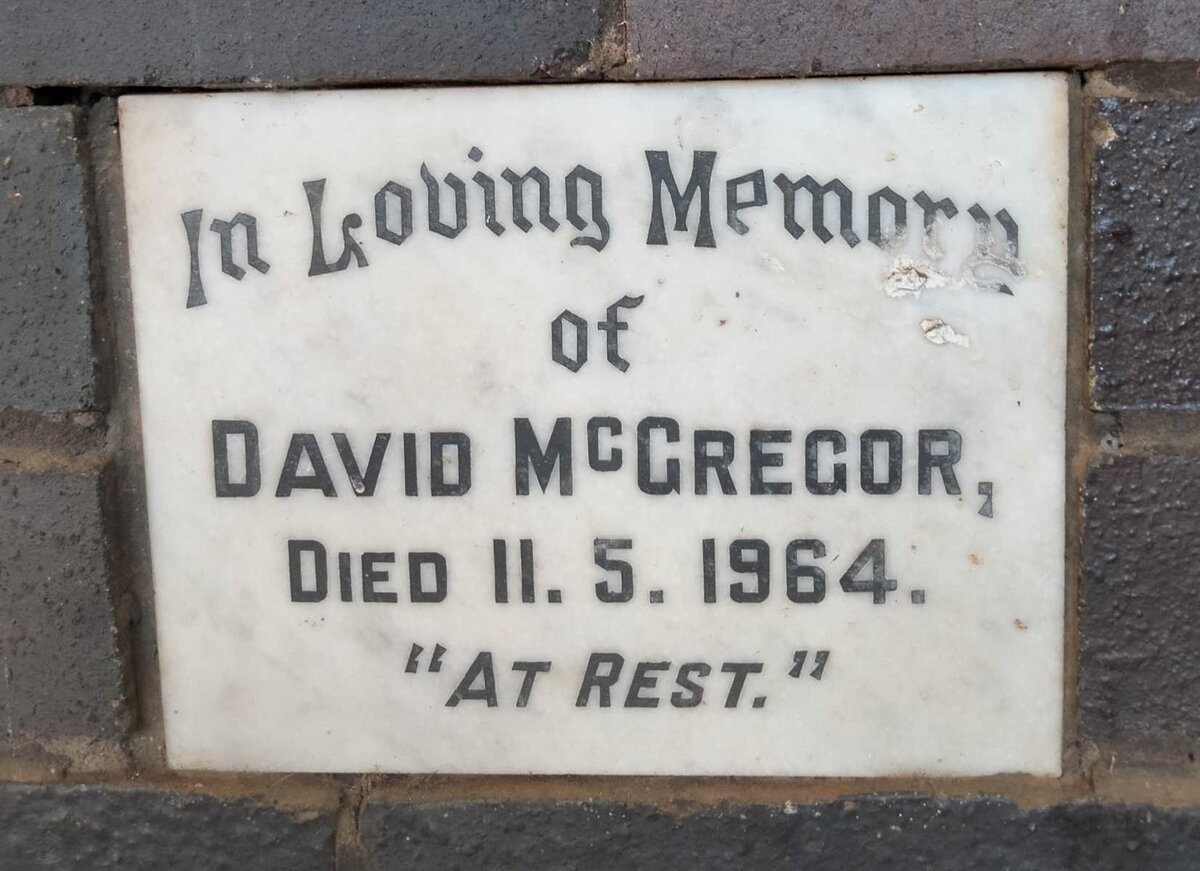 In Loving Memory
of
DAVID McGREGOR,
DIED 11. 5. 1964.
"AT REST."